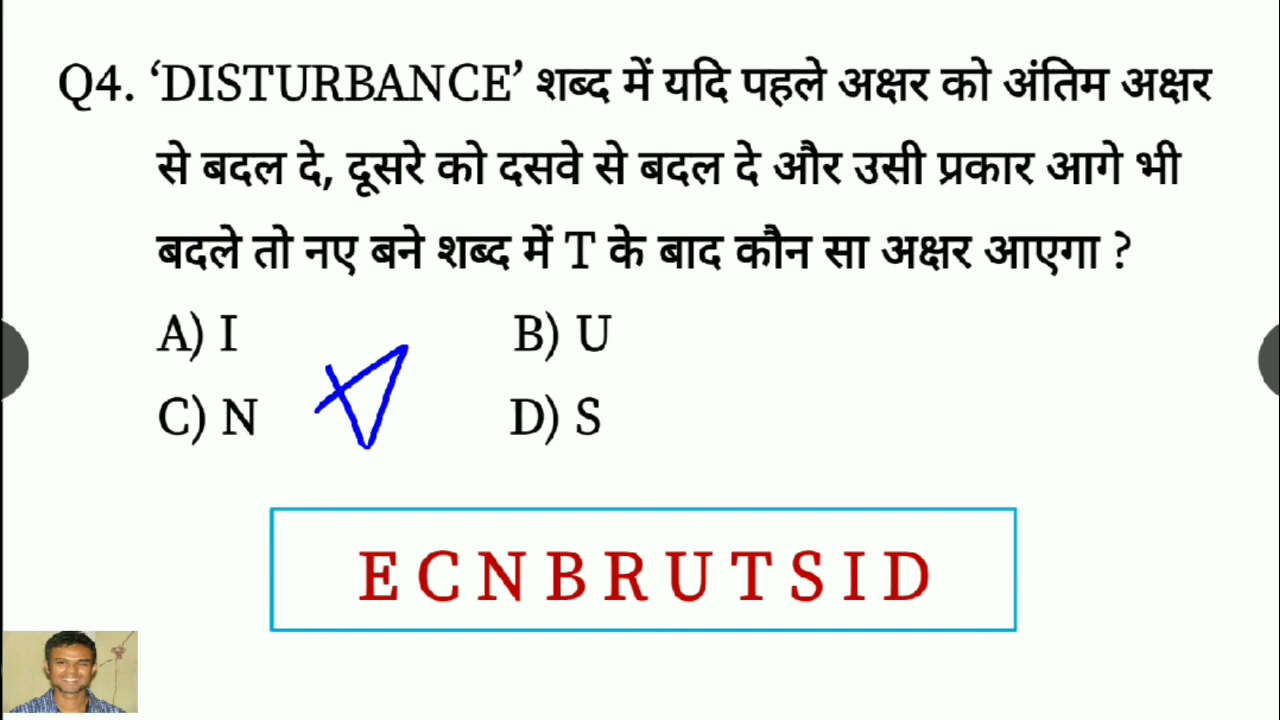 Q4. ‘DISTURBANCE’ शब्द में यदि पहले अक्षर को अंतिम अक्षर
से बदल दे, दूसरे को दसवे से बदल दे और उसी प्रकार आगे भी
बदले तो नए बने शब्द में T के बाद कौन सा अक्षर आएगा ?
A) I B) U
C) N D) S
E C N B R U T S I D